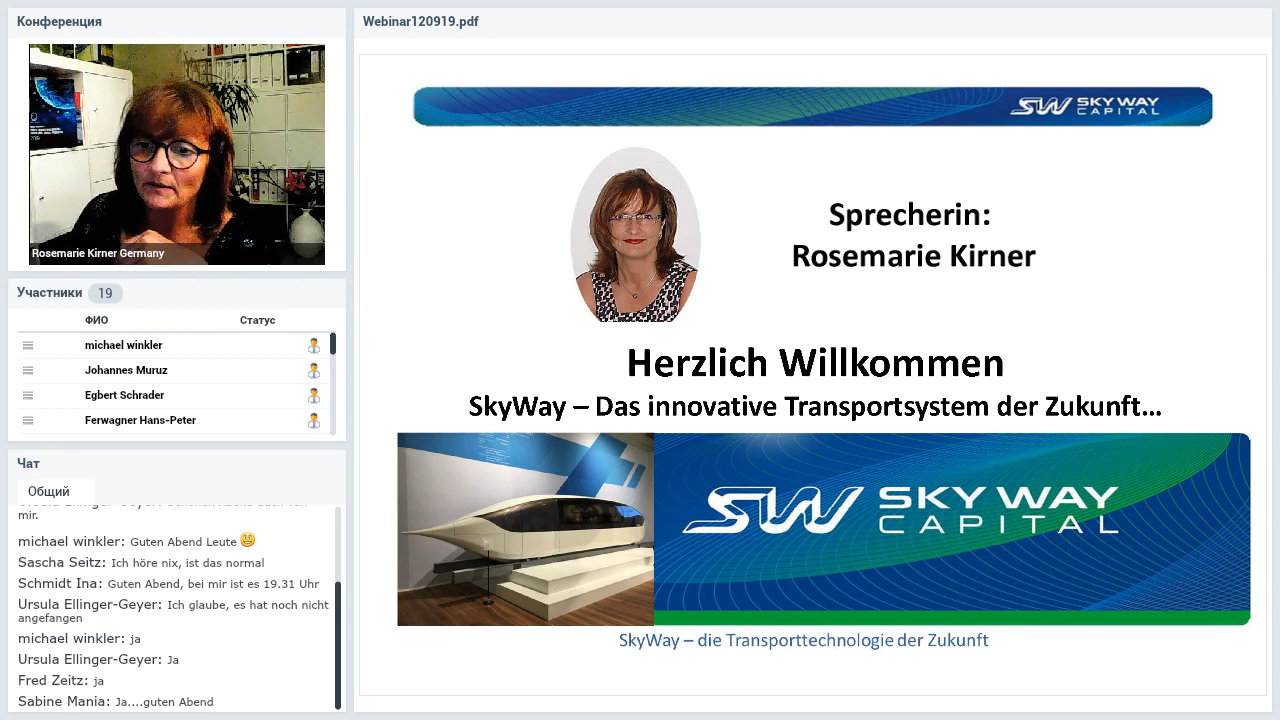 Конференция
Rosemarie Kirner Germany
Участники 19
ФИО Статус
michael winkler
Johannes Muruz
Egbert Schrader
Ferwagner Hans-Peter
Чат
Общий
mir.
michael winkler: Guten Abend Leute
Sascha Seitz: Ich höre nix, ist das normal
Schmidt Ina: Guten Abend, bei mir ist es 19.31 Uhr
Ursula Ellinger-Geyer: Ich glaube, es hat noch nicht
angefangen
michael winkler: ja
Ursula Ellinger-Geyer: Ja
Fred Zeitz: ja
Sabine Mania: Ja....guten Abend
Webinar120919.pdf
SW SKY WAY
CAPITAL
Sprecherin:
Rosemarie Kirner
Herzlich Willkommen
SkyWay – Das innovative Transportsystem der Zukunft...
SW SKY WAY
CAPITAL
SkyWay – die Transporttechnologie der Zukunft